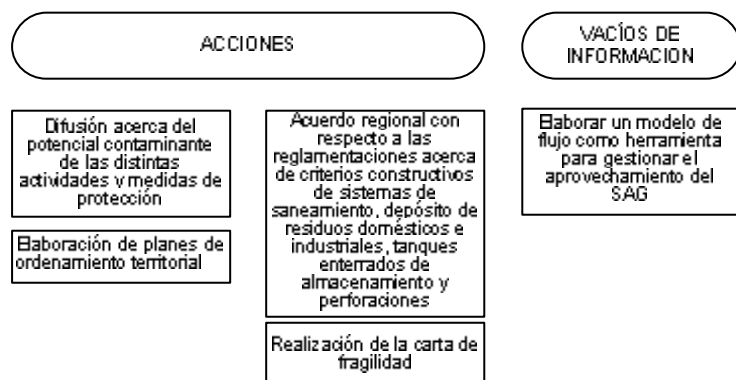 ACCIONES
VACÍOS DE
INFORMACION
Difusión acerca del
potencial contaminante
de las distintas
actividades y medidas de
protección
Elaboración de planes de
ordenamiento territorial
Acuerdo regional con
respecto a las
reglamentaciones acerca
de criterios constructivos
de sistemas de
saneamiento, depósito de
residuos domésticos e
industriales, tanques
enterrados de
almacenamiento y
perforaciones
Realización de la carta de
fragilidad
Elaborar un modelo de
flujo como herramienta
para gestionar el
aprovechamiento del
SAG